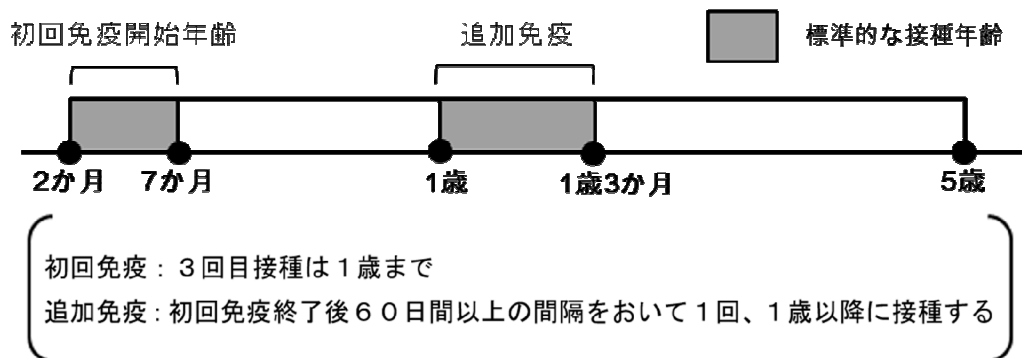 初回免疫開始年齢
追加免疫
標準的な接種年齢
2か月
7か月
1歳
1歳3か月
5歳
初回免疫：３回目接種は１歳まで
追加免疫：初回免疫終了後６０日間以上の間隔をおいて１回、１歳以降に接種する